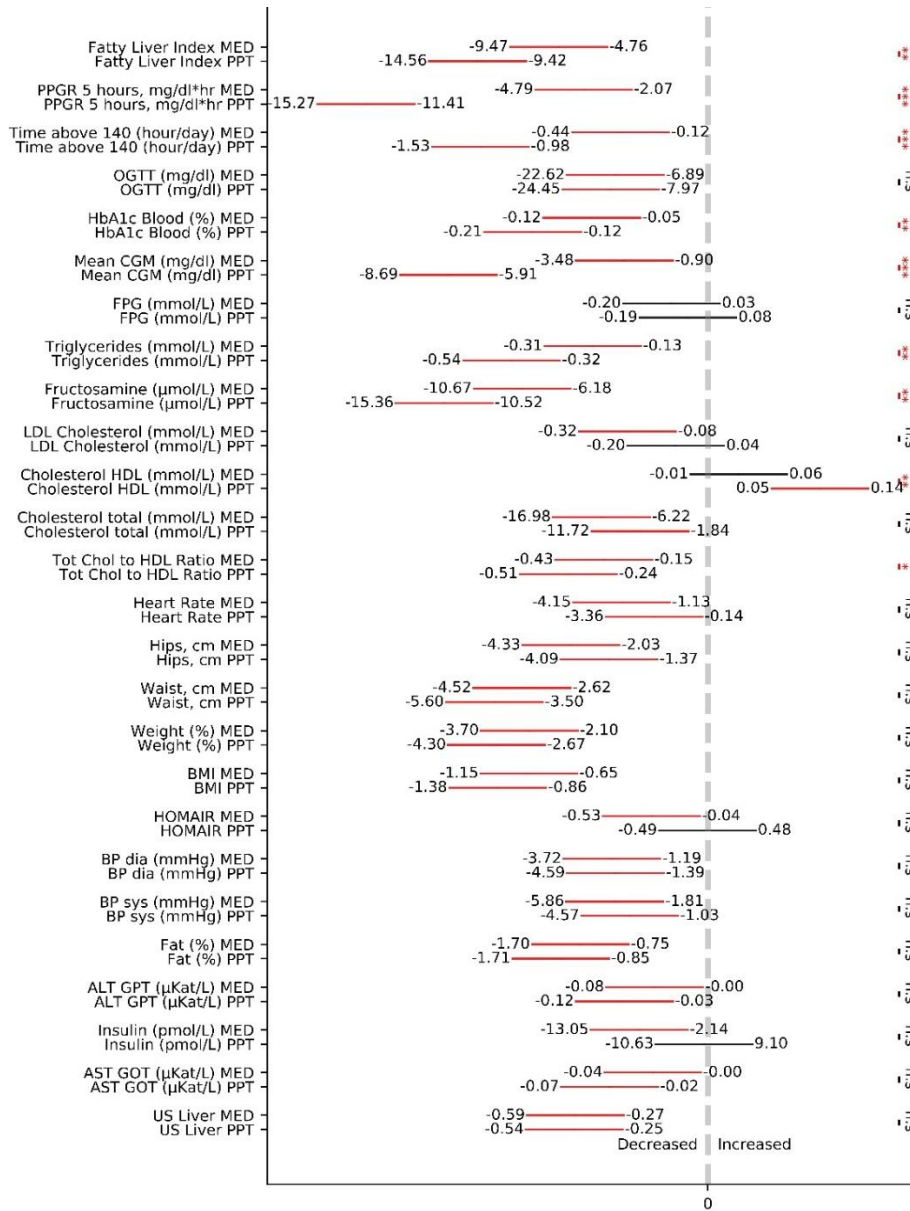 Fatty Liver Index MED -9.47 -4.76
Fatty Liver Index PPT -14.56 -9.42 **
PPGR 5 hours, mg/dl*hr MED -4.79 -2.07
PPGR 5 hours, mg/dl*hr PPT -15.27 -11.41 ***
Time above 140 (hour/day) MED -0.44 -0.12
Time above 140 (hour/day) PPT -1.53 -0.98 ***
OGTT (mg/dl) MED -22.62 -6.89
OGTT (mg/dl) PPT -24.45 -7.97 n.s
HbA1c Blood (%) MED -0.12 -0.05
HbA1c Blood (%) PPT -0.21 -0.12 **
Mean CGM (mg/dl) MED -3.48 -0.90
Mean CGM (mg/dl) PPT -8.69 -5.91 ***
FPG (mmol/L) MED -0.20 0.03
FPG (mmol/L) PPT -0.19 0.08 n.s
Triglycerides (mmol/L) MED -0.31 -0.13
Triglycerides (mmol/L) PPT -0.54 -0.32 **
Fructosamine (μmol/L) MED -10.67 -6.18
Fructosamine (μmol/L) PPT -15.36 -10.52 **
LDL Cholesterol (mmol/L) MED -0.32 -0.08
LDL Cholesterol (mmol/L) PPT -0.20 0.04 n.s
Cholesterol HDL (mmol/L) MED -0.01 0.06
Cholesterol HDL (mmol/L) PPT 0.05 0.14 **
Cholesterol total (mmol/L) MED -16.98 -6.22
Cholesterol total (mmol/L) PPT -11.72 -1.84 n.s
Tot Chol to HDL Ratio MED -0.43 -0.15
Tot Chol to HDL Ratio PPT -0.51 -0.24 *
Heart Rate MED -4.15 -1.13
Heart Rate PPT -3.36 -0.14 n.s
Hips, cm MED -4.33 -2.03
Hips, cm PPT -4.09 -1.37 n.s
Waist, cm MED -4.52 -2.62
Waist, cm PPT -5.60 -3.50 n.s
Weight (%) MED -3.70 -2.10
Weight (%) PPT -4.30 -2.67 n.s
BMI MED -1.15 -0.65
BMI PPT -1.38 -0.86 n.s
HOMAIR MED -0.53 -0.04
HOMAIR PPT -0.49 0.48 n.s
BP dia (mmHg) MED -3.72 -1.19
BP dia (mmHg) PPT -4.59 -1.39 n.s
BP sys (mmHg) MED -5.86 -1.81
BP sys (mmHg) PPT -4.57 -1.03 n.s
Fat (%) MED -1.70 -0.75
Fat (%) PPT -1.71 -0.85 n.s
ALT GPT (μKat/L) MED -0.08 -0.00
ALT GPT (μKat/L) PPT -0.12 -0.03 n.s
Insulin (pmol/L) MED -13.05 -2.14
Insulin (pmol/L) PPT -10.63 9.10 n.s
AST GOT (μKat/L) MED -0.04 -0.00
AST GOT (μKat/L) PPT -0.07 -0.02 n.s
US Liver MED -0.59 -0.27
US Liver PPT -0.54 -0.25 n.s
Decreased Increased
0